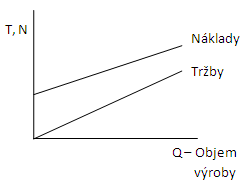 T, N
Náklady
Tržby
Q – Objem
výroby